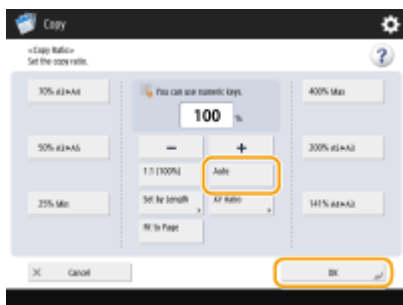 Copy
<Copy Ratio>
Set the copy ratio.
?
70% A3→A4
You can use numeric keys.
400% Max
100 %
50% A3→A5
−
+
200% A5→A3
1:1 [100%]
Auto
25% Min
Set by Length
XY Ratio
141% A4→A3
Fit to Page
× Cancel
OK